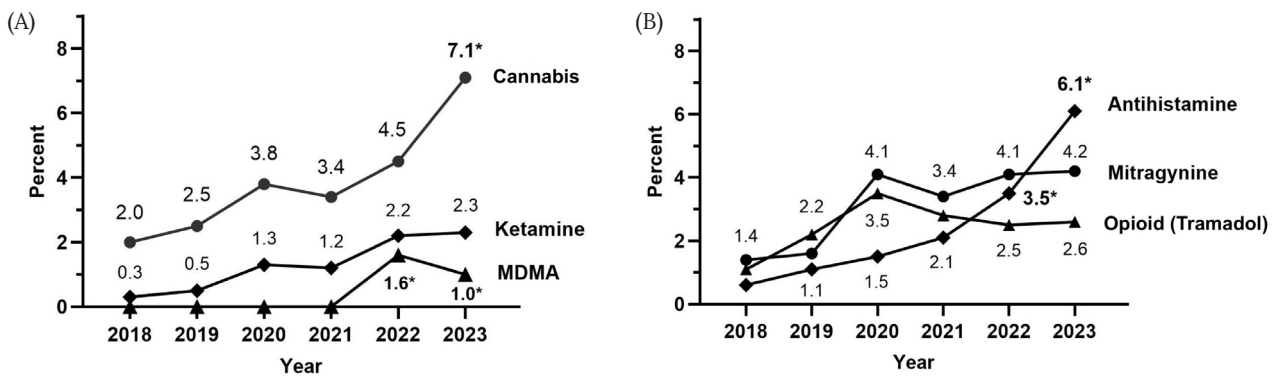 (A)
Percent
8
6
4
2
0
7.1*
Cannabis
4.5
3.8
3.4
2.5
2.0
Ketamine
2.3
2.2
1.3
1.2
0.5
0.3
MDMA
1.6*
1.0*
2018 2019 2020 2021 2022 2023
Year
(B)
Percent
8
6
4
2
0
6.1*
Antihistamine
4.1
3.4
4.1
4.2
Mitragynine
3.5*
2.2
3.5
Opioid (Tramadol)
1.4
2.5
2.6
2.1
1.5
1.1
2018 2019 2020 2021 2022 2023
Year